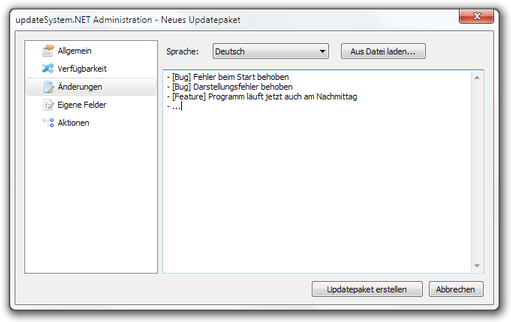 updateSystem.NET Administration - Neues Updatepaket
Allgemein
Verfügbarkeit
Änderungen
Eigene Felder
Aktionen
Sprache:
Deutsch
Aus Datei laden...
- [Bug] Fehler beim Start behoben
- [Bug] Darstellungsfehler behoben
- [Feature] Programm läuft jetzt auch am Nachmittag
- ...
Updatepaket erstellen
Abbrechen